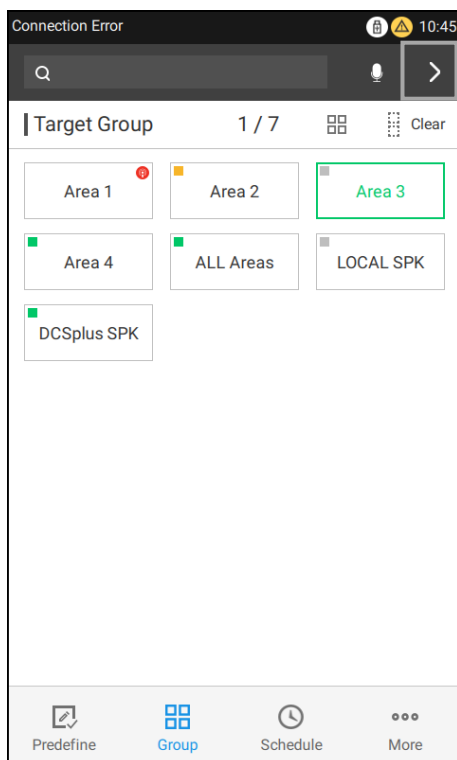 Connection Error 10:45
Target Group 1 / 7 Clear
Area 1 Area 2 Area 3
Area 4 ALL Areas LOCAL SPK
DCSplus SPK
Predefine Group Schedule More